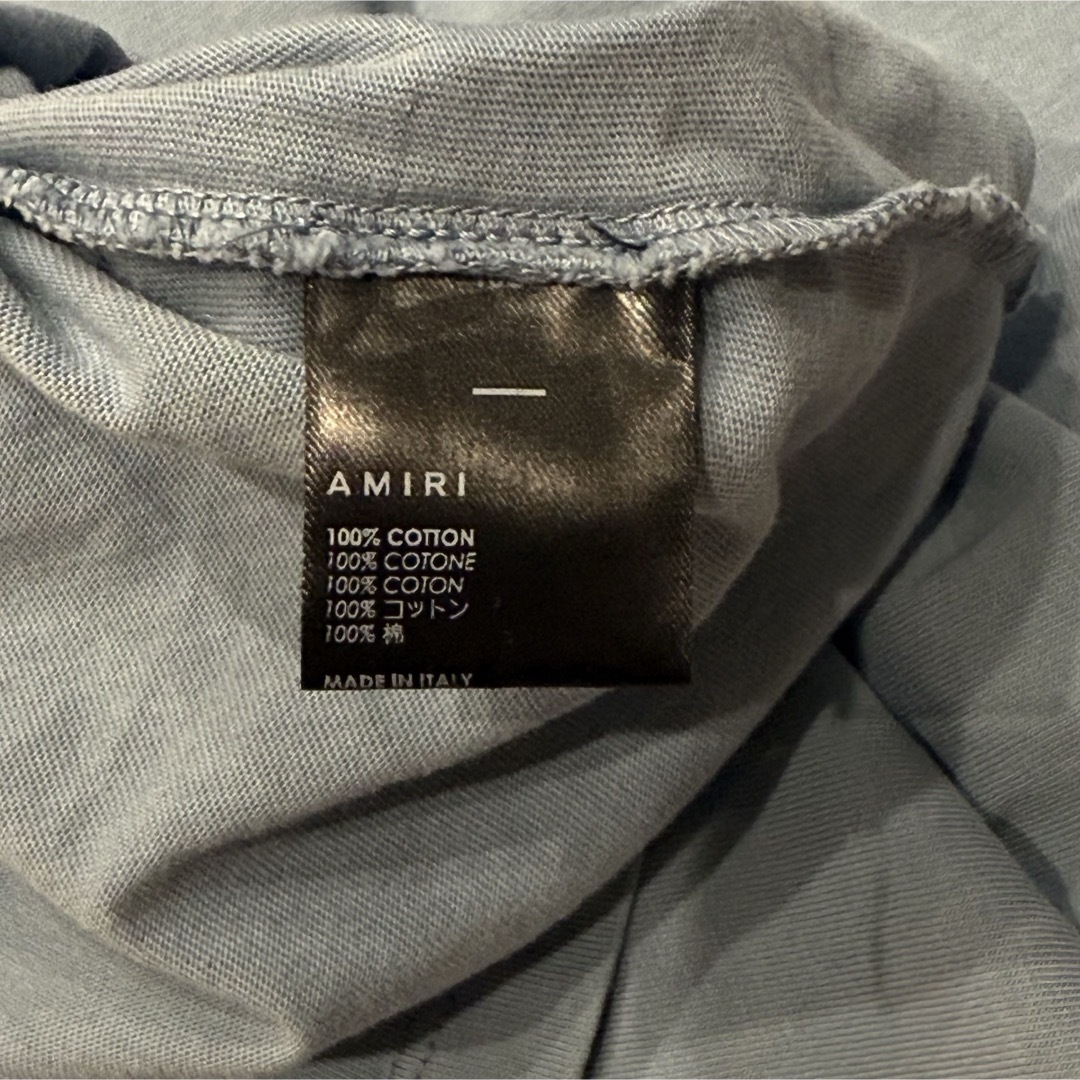 AMIRI
100% COTTON
100% COTONE
100% COTON
100% コットン
100% 棉
MADE IN ITALY